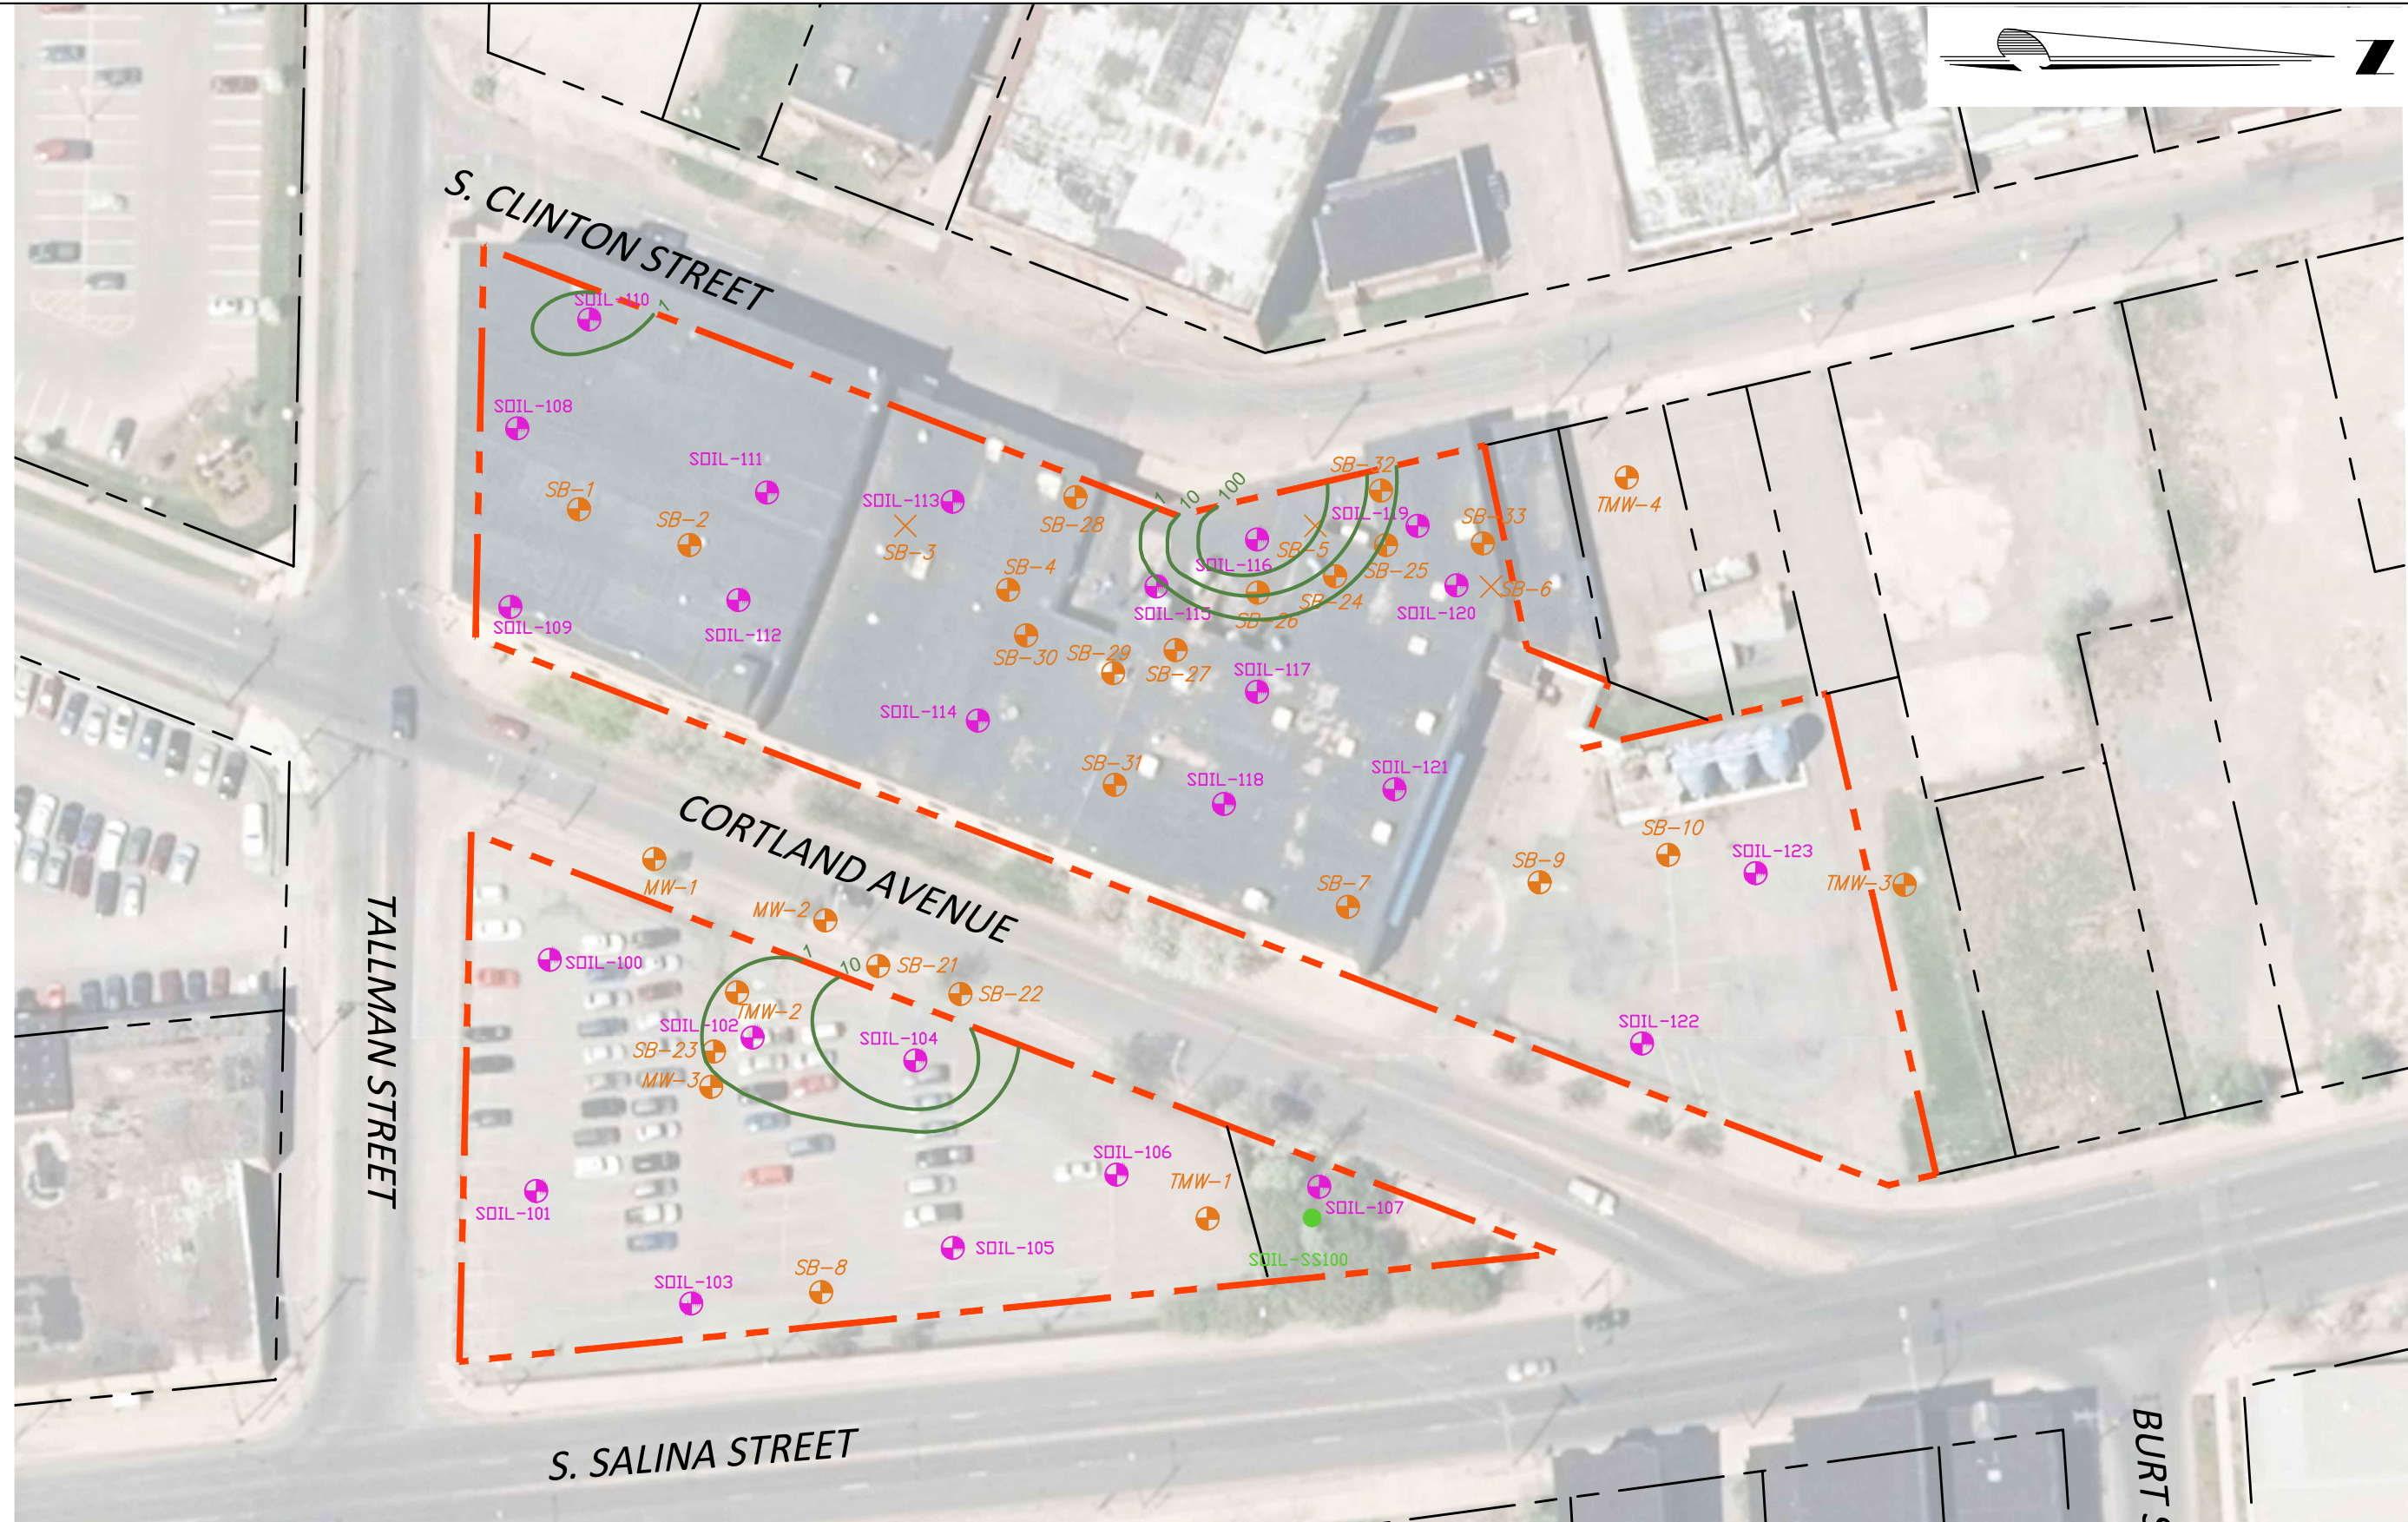 Z
S. CLINTON STREET
SOIL-110
1
SOIL-108
SOIL-111
SB-1
SB-2
SOIL-113
SB-3
SB-28
SB-4
1
10
100
SB-32
SOIL-119
SB-5
SB-33
TMW-4
SOIL-116
SB-25
SB-6
SOIL-109
SOIL-112
SOIL-115
SB-24
SB-26
SOIL-120
SB-30
SB-29
SB-27
SOIL-117
SOIL-114
SB-31
SOIL-118
SOIL-121
CORTLAND AVENUE
SB-10
SOIL-123
SB-9
SB-7
TMW-3
MW-1
MW-2
TALLMAN STREET
SOIL-100
1
10
SB-21
SB-22
TMW-2
SOIL-102
SB-23
MW-3
SOIL-104
SOIL-122
SOIL-106
TMW-1
SOIL-107
SOIL-101
SOIL-105
SOIL-SS100
SB-8
SOIL-103
S. SALINA STREET
BURT S